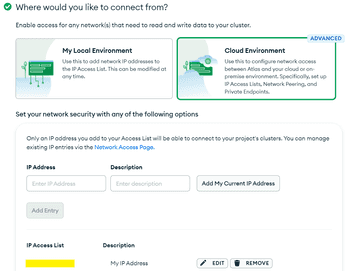 Where would you like to connect from?
Enable access for any network(s) that need to read and write data to your cluster.
ADVANCED
My Local Environment
Use this to add network IP addresses to
the IP Access List. This can be modified at
any time.
Cloud Environment
Use this to configure network access
between Atlas and your cloud or on-
premise environment. Specifically, set up
IP Access Lists, Network Peering, and
Private Endpoints.
Set your network security with any of the following options
Only an IP address you add to your Access List will be able to connect to your project's clusters. You can manage
existing IP entries via the Network Access Page.
IP Address
Description
Enter IP Address
Enter description
Add My Current IP Address
Add Entry
IP Access List
Description
My IP Address
EDIT
REMOVE